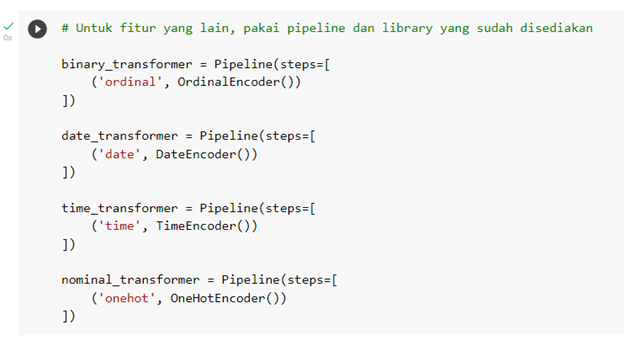 # Untuk fitur yang lain, pakai pipeline dan library yang sudah disediakan
0s
binary_transformer = Pipeline(steps=[
    ('ordinal', OrdinalEncoder())
])
date_transformer = Pipeline(steps=[
    ('date', DateEncoder())
])
time_transformer = Pipeline(steps=[
    ('time', TimeEncoder())
])
nominal_transformer = Pipeline(steps=[
    ('onehot', OneHotEncoder())
])